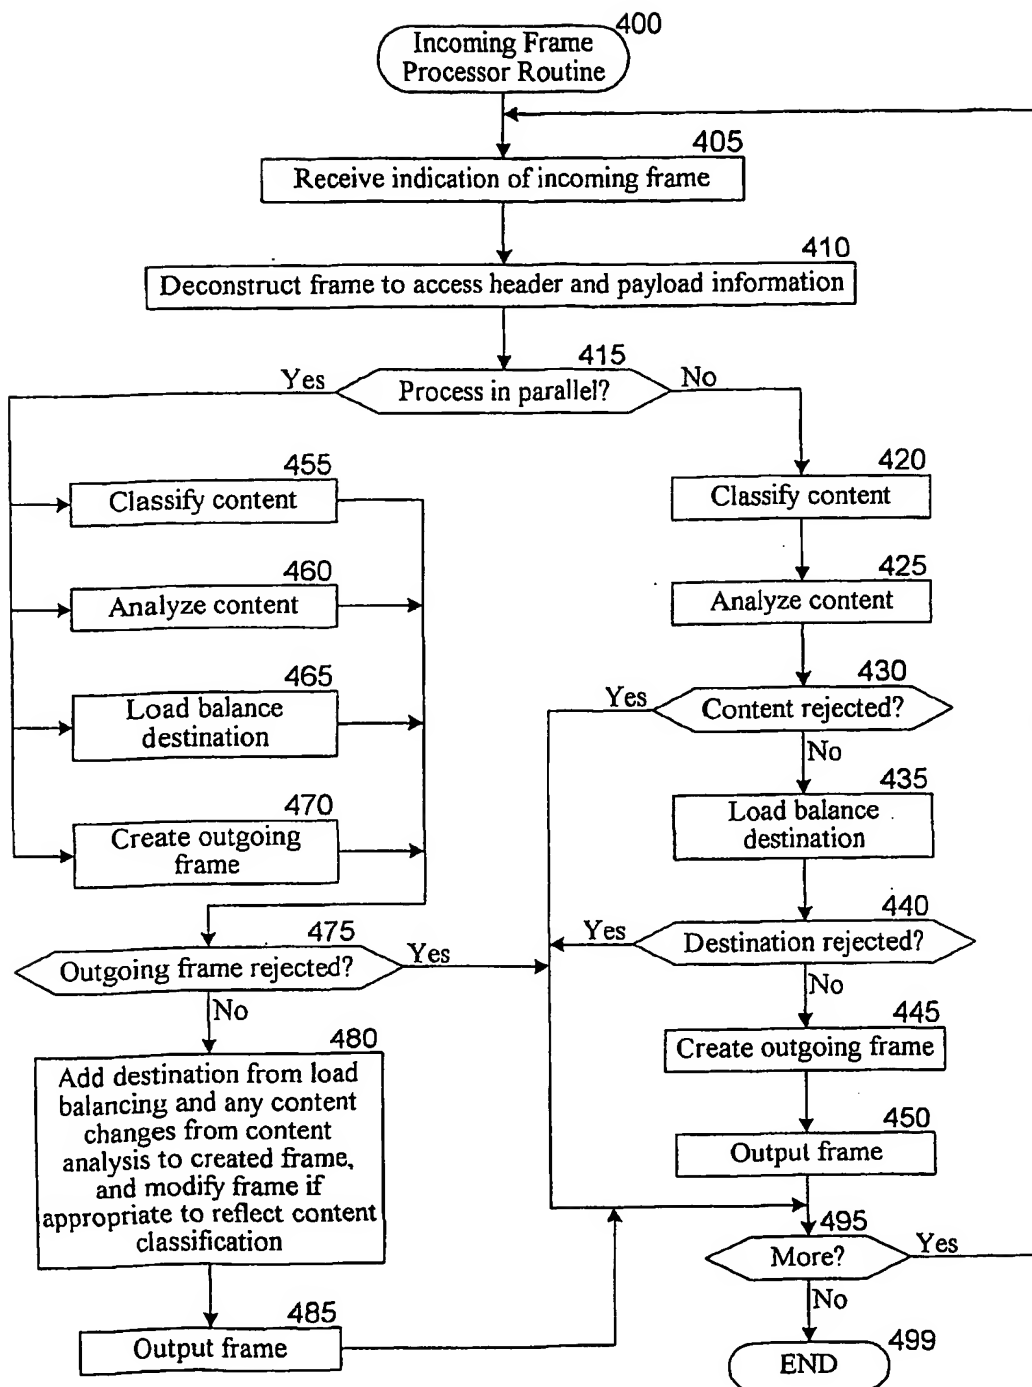 400
Incoming Frame
Processor Routine
405
Receive indication of incoming frame
410
Deconstruct frame to access header and payload information
415
Yes
Process in parallel?
No
455
Classify content
460
Analyze content
465
Load balance
destination
470
Create outgoing
frame
475
Outgoing frame rejected?
Yes
No
480
Add destination from load
balancing and any content
changes from content
analysis to created frame,
and modify frame if
appropriate to reflect content
classification
485
Output frame
420
Classify content
425
Analyze content
430
Yes
Content rejected?
No
435
Load balance
destination
440
Yes
Destination rejected?
No
445
Create outgoing frame
450
Output frame
495
More?
Yes
No
499
END